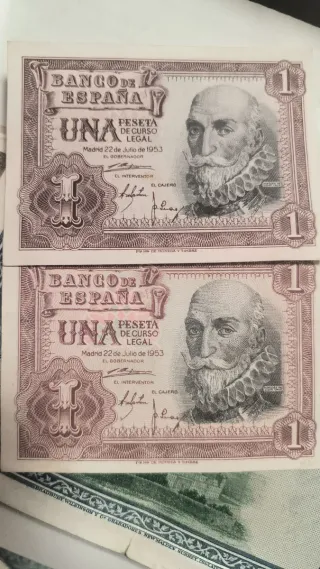 BANCO DE
ESPAÑA
1
UNA PESETA
DE CURSO
LEGAL
Madrid 22 de Julio de 1953
EL GOBERNADOR
EL INTERVENTOR
EL CAJERO
1
1
BANCO DE
ESPAÑA
1
UNA PESETA
DE CURSO
LEGAL
Madrid 22 de Julio de 1953
EL GOBERNADOR
EL INTERVENTOR
EL CAJERO
1
1